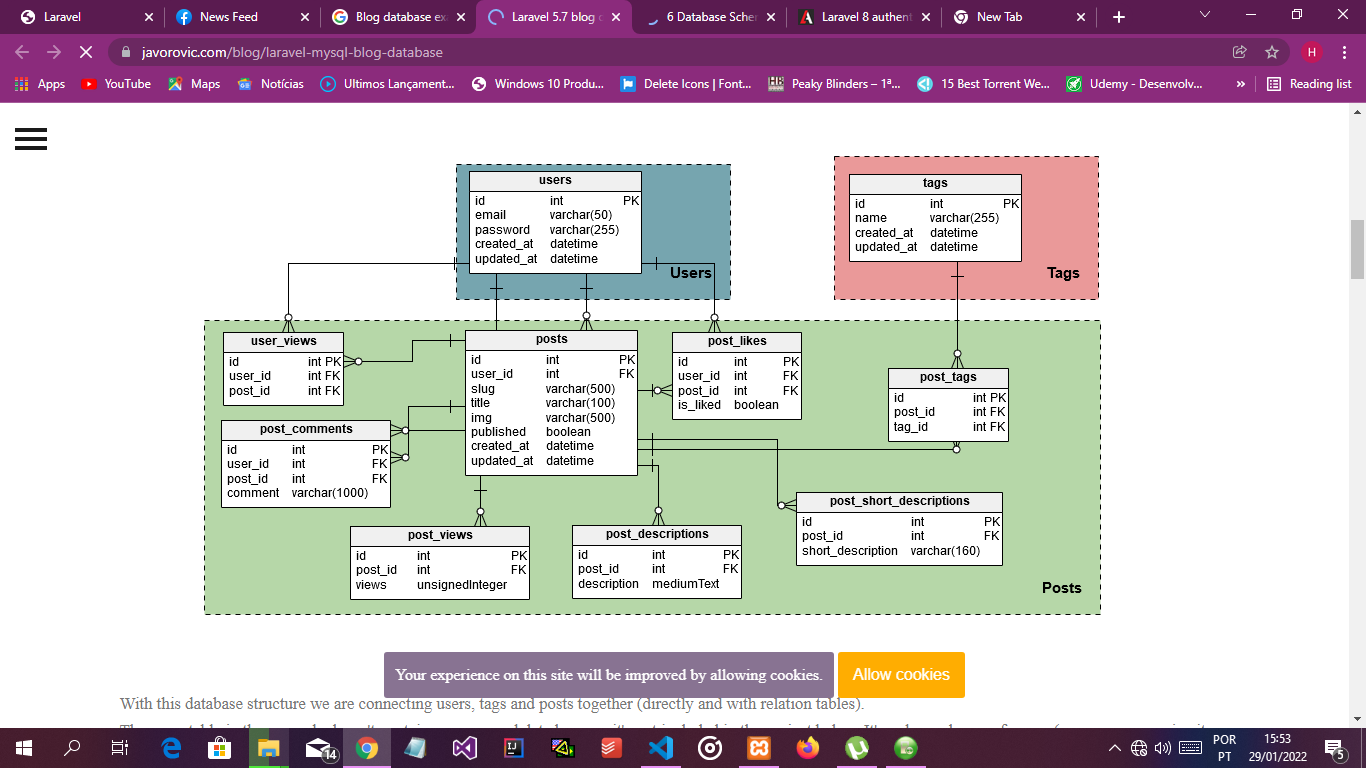 Laravel
News Feed
Blog database ex
Laravel 5.7 blog
6 Database Scher
Laravel 8 authent
New Tab
javorovic.com/blog/laravel-mysql-blog-database
H
Apps
YouTube
Maps
Notícias
Ultimos Lançament...
Windows 10 Produ...
Delete Icons | Font...
Peaky Blinders – 1ª...
15 Best Torrent We...
Udemy - Desenvolv...
»
Reading list
users
id int PK
email varchar(50)
password varchar(255)
created_at datetime
updated_at datetime
Users
tags
id int PK
name varchar(255)
created_at datetime
updated_at datetime
Tags
user_views
id int PK
user_id int FK
post_id int FK
posts
id int PK
user_id int FK
slug varchar(500)
title varchar(100)
img varchar(500)
published boolean
created_at datetime
updated_at datetime
post_likes
id int PK
user_id int FK
post_id int FK
is_liked boolean
post_tags
id int PK
post_id int FK
tag_id int FK
post_comments
id int PK
user_id int FK
post_id int FK
comment varchar(1000)
post_views
id int PK
post_id int FK
views unsignedInteger
post_descriptions
id int PK
post_id int FK
description mediumText
post_short_descriptions
id int PK
post_id int FK
short_description varchar(160)
Posts
Your experience on this site will be improved by allowing cookies.
Allow cookies
With this database structure we are connecting users, tags and posts together (directly and with relation tables).
14
POR
PT
15:53
29/01/2022
5